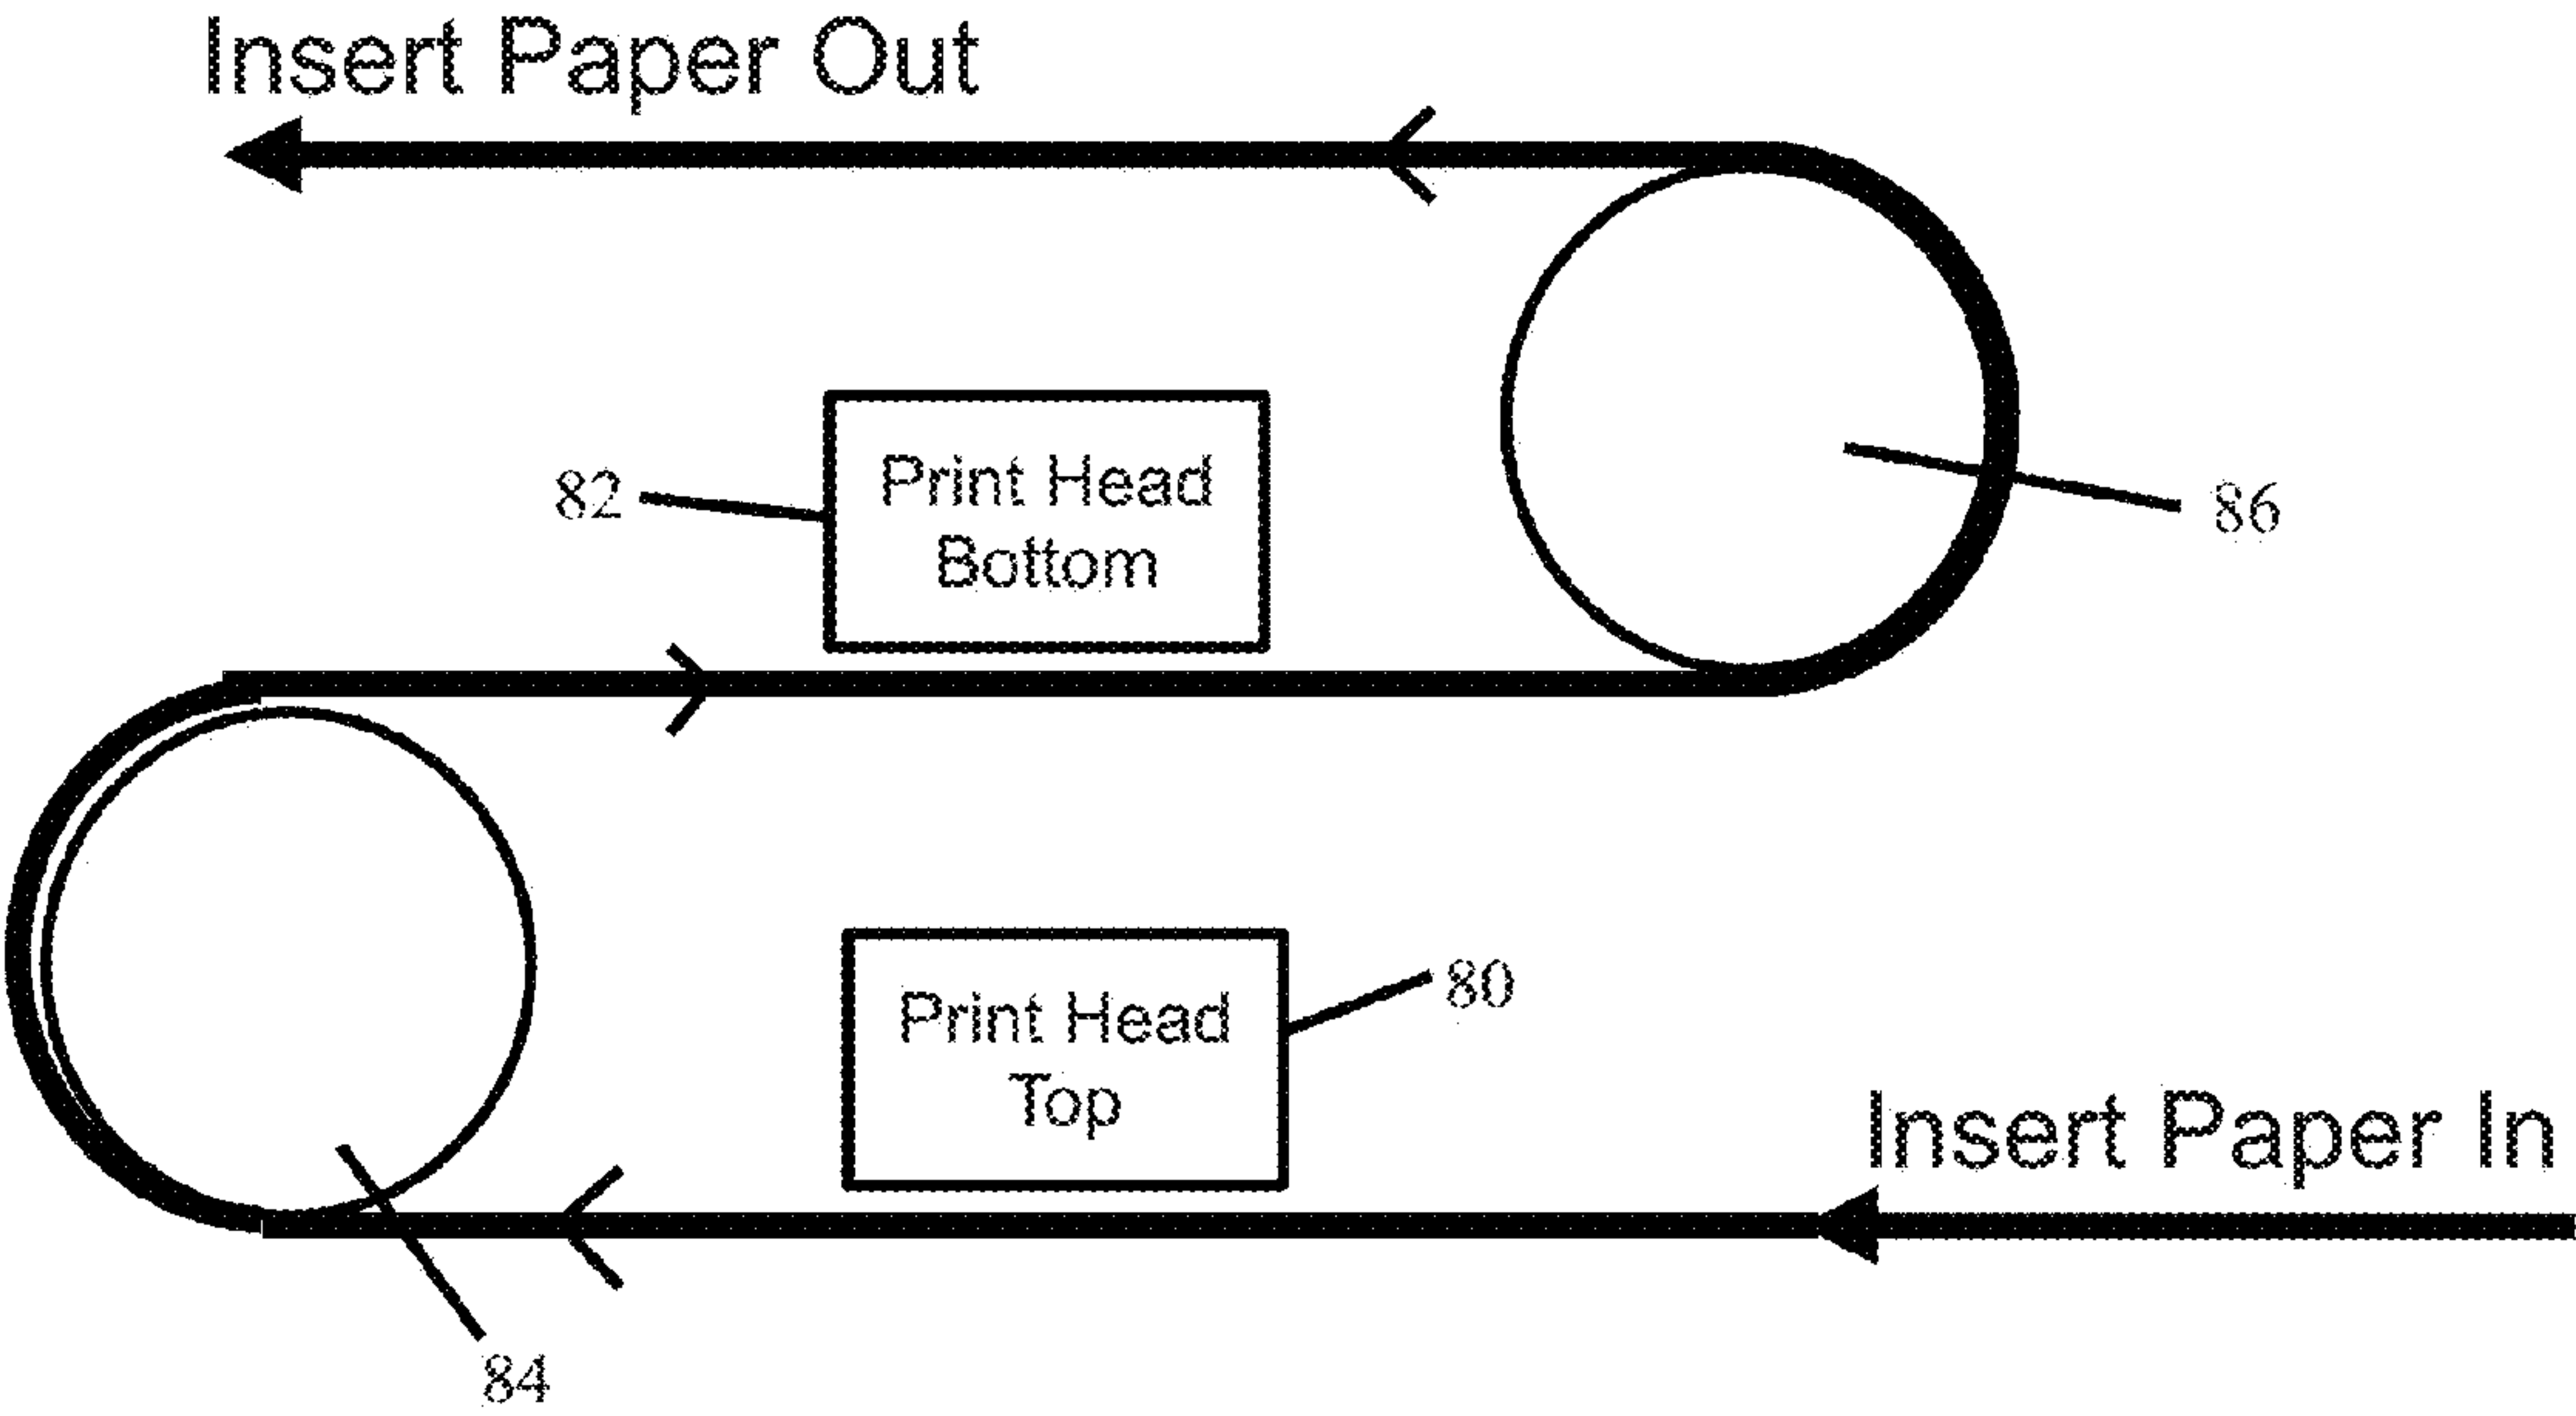 Insert Paper Out
82
Print Head
Bottom
86
Print Head
Top
80
Insert Paper In
84